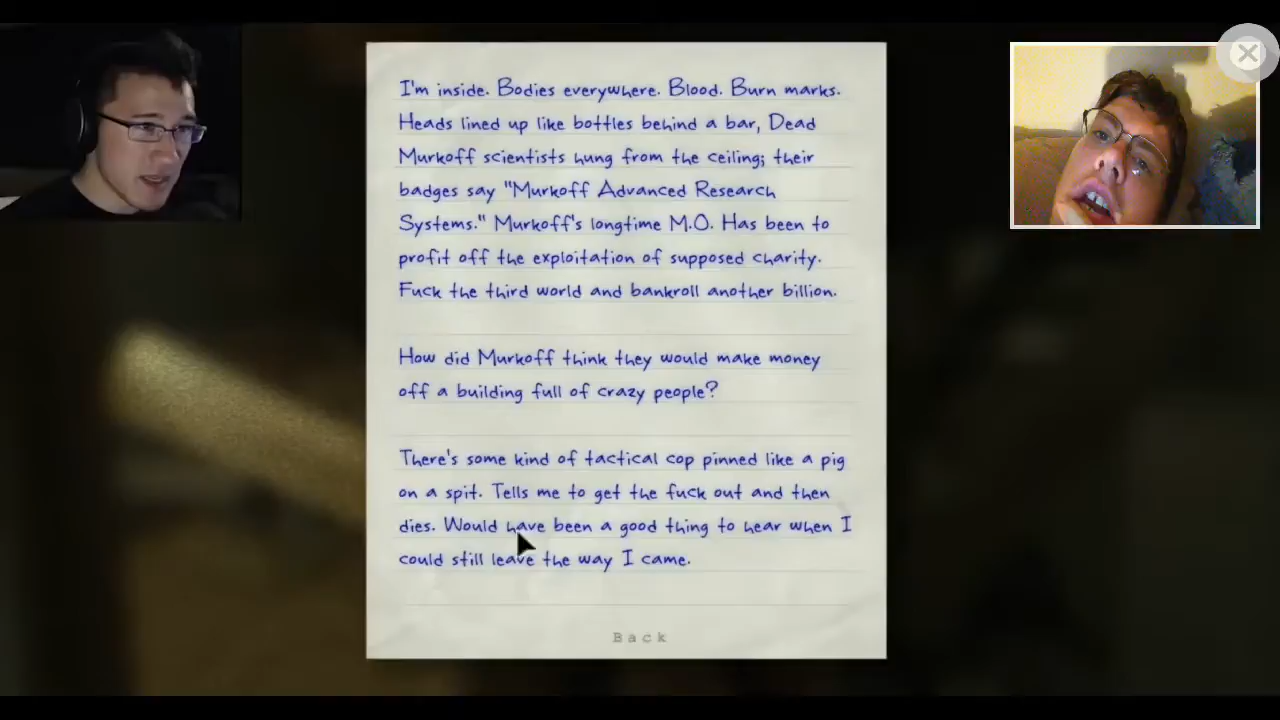 I'm inside. Bodies everywhere. Blood. Burn marks.
Heads lined up like bottles behind a bar, Dead
Murkoff scientists hung from the ceiling; their
badges say "Murkoff Advanced Research
Systems." Murkoff's longtime M.O. Has been to
profit off the exploitation of supposed charity.
Fuck the third world and bankroll another billion.
How did Murkoff think they would make money
off a building full of crazy people?
There's some kind of tactical cop pinned like a pig
on a spit. Tells me to get the fuck out and then
dies. Would have been a good thing to hear when I
could still leave the way I came.
Back